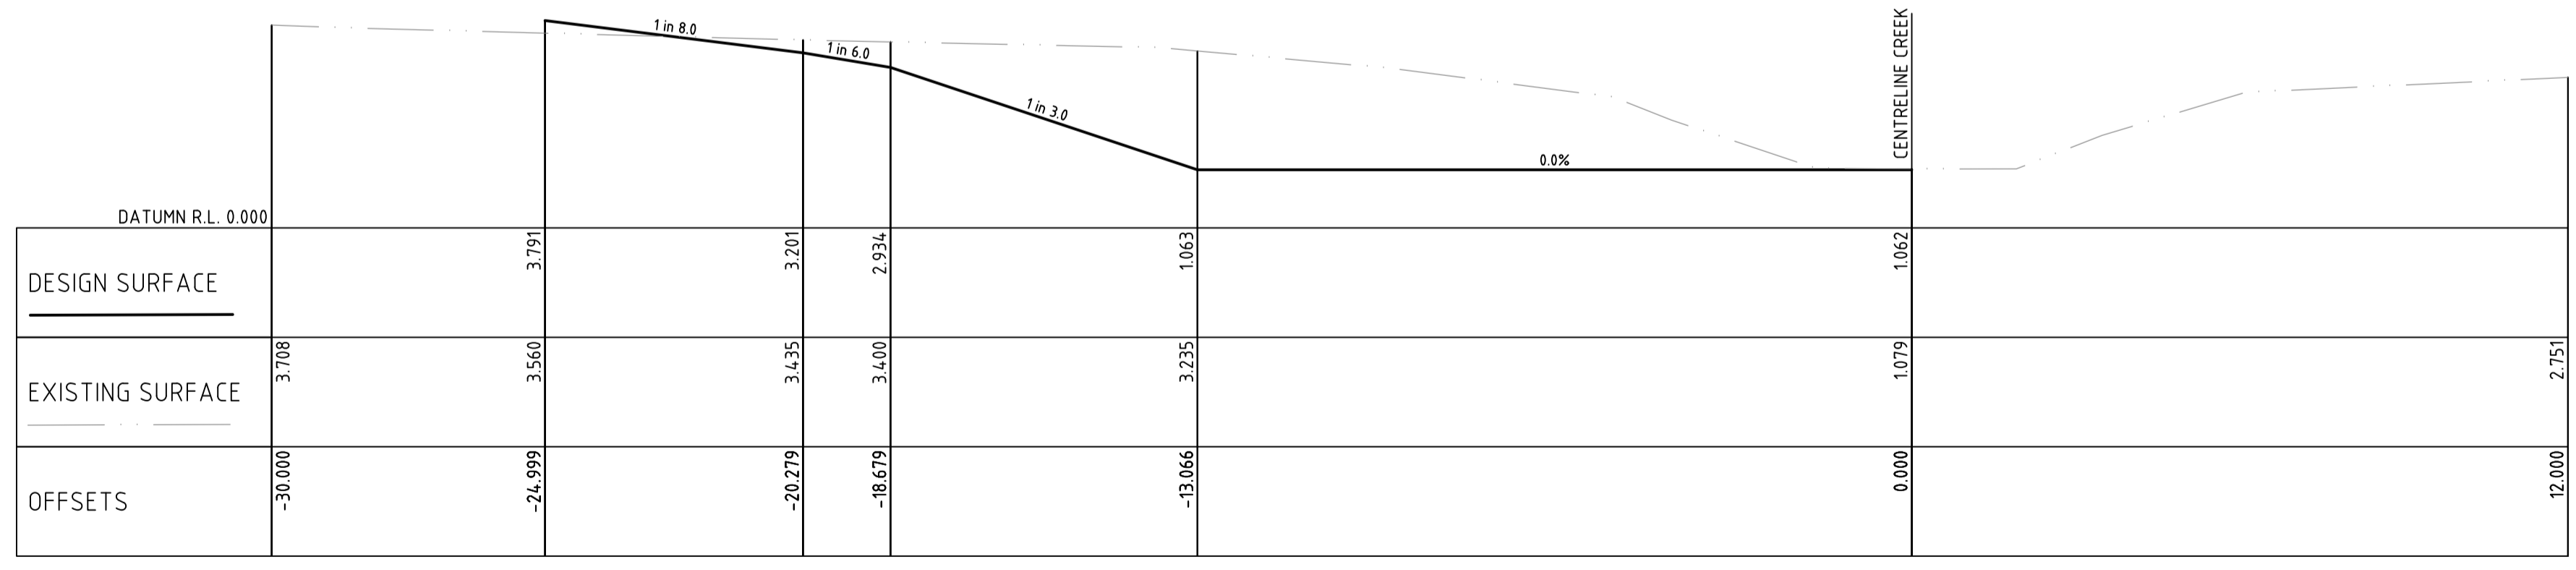 1 in 8.0
1 in 6.0
1 in 3.0
0.0%
CENTRELINE CREEK
DATUMN R.L. 0.000
DESIGN SURFACE
3.791
3.201
2.934
1.063
1.062
EXISTING SURFACE
3.708
3.560
3.435
3.400
3.235
1.079
2.751
OFFSETS
-30.000
-24.999
-20.279
-18.679
-13.066
0.000
12.000